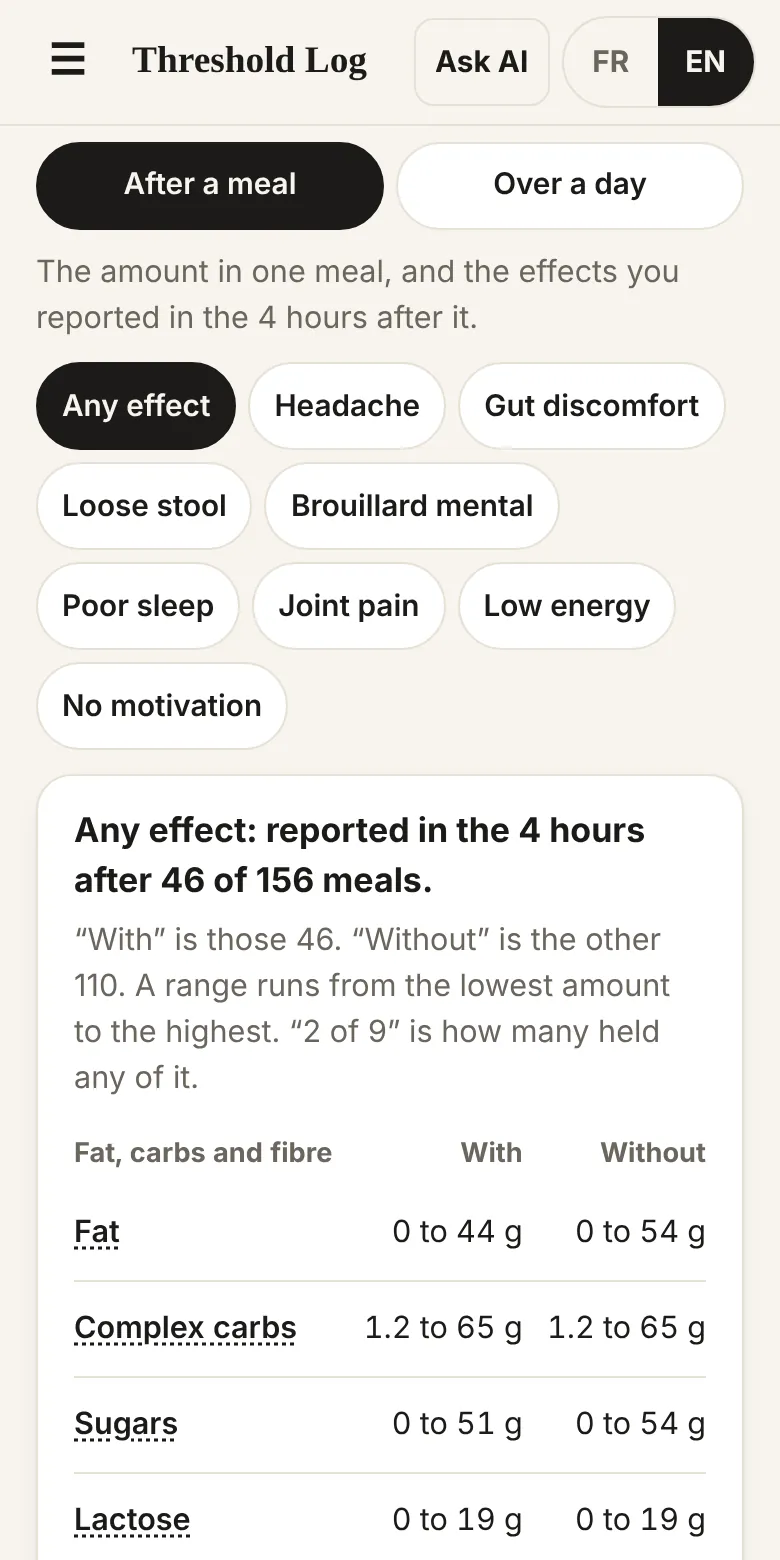 ☰ Threshold Log Ask AI FR EN
After a meal Over a day
The amount in one meal, and the effects you
reported in the 4 hours after it.
Any effect Headache Gut discomfort
Loose stool Brouillard mental
Poor sleep Joint pain Low energy
No motivation
Any effect: reported in the 4 hours
after 46 of 156 meals.
“With” is those 46. “Without” is the other
110. A range runs from the lowest amount
to the highest. “2 of 9” is how many held
any of it.
Fat, carbs and fibre With Without
Fat 0 to 44 g 0 to 54 g
Complex carbs 1.2 to 65 g 1.2 to 65 g
Sugars 0 to 51 g 0 to 54 g
Lactose 0 to 19 g 0 to 19 g